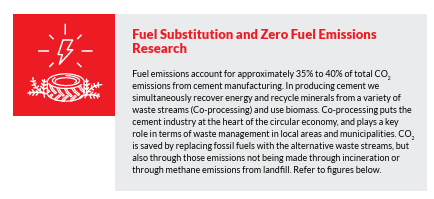 Fuel Substitution and Zero Fuel Emissions
Research
Fuel emissions account for approximately 35% to 40% of total CO₂
emissions from cement manufacturing. In producing cement we
simultaneously recover energy and recycle minerals from a variety of
waste streams (Co-processing) and use biomass. Co-processing puts the
cement industry at the heart of the circular economy, and plays a key
role in terms of waste management in local areas and municipalities. CO₂
is saved by replacing fossil fuels with the alternative waste streams, but
also through those emissions not being made through incineration or
through methane emissions from landfill. Refer to figures below.